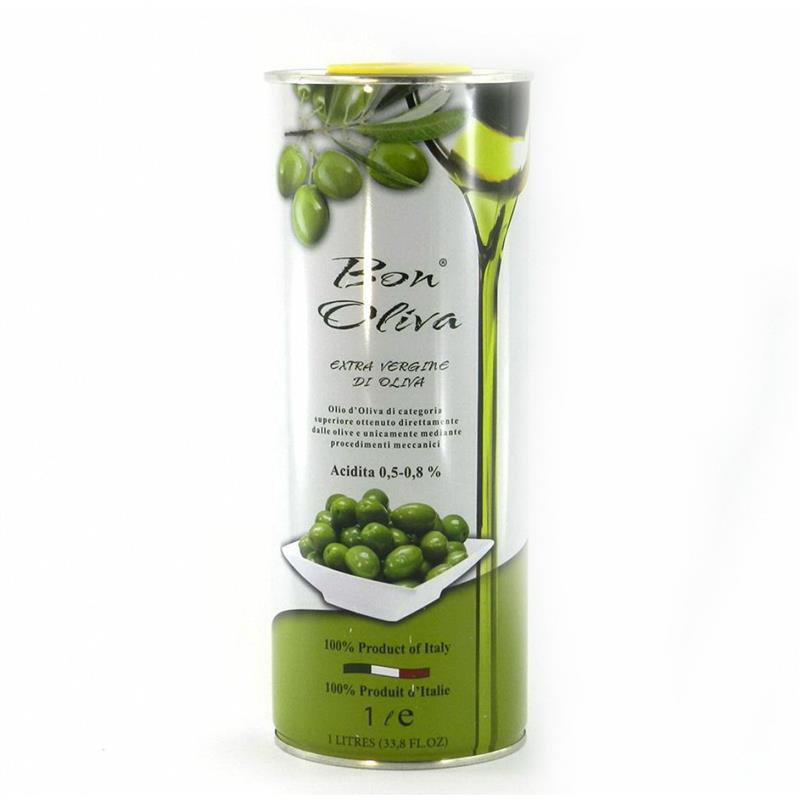 Bon®
Oliva
EXTRA VERGINE
DI OLIVA
Olio d'Oliva di categoria
superiore ottenuto direttamente
dalle olive e unicamente mediante
procedimenti meccanici
Acidita 0,5-0,8 %
100% Product of Italy
100% Produit d'Italie
1 ℓ e
1 LITRES (33,8 FL.OZ)